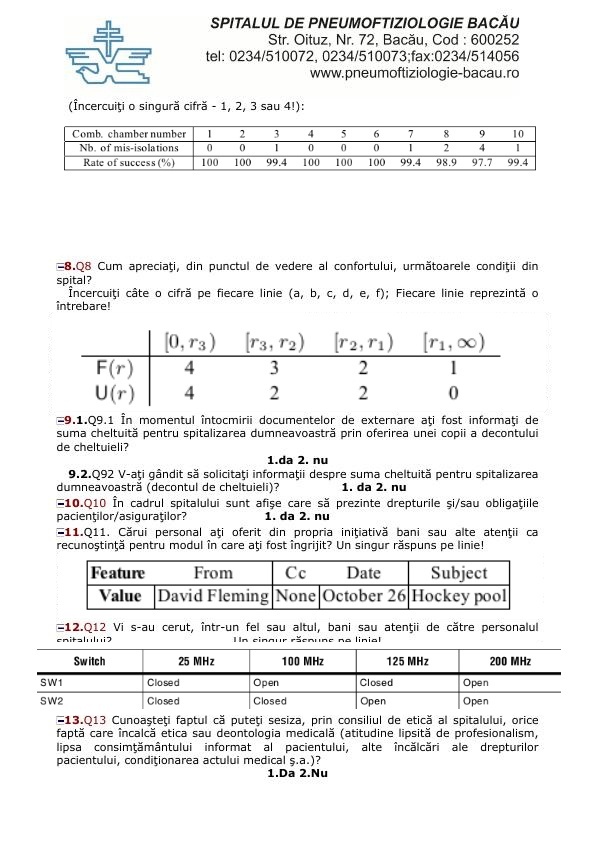 SPITALUL DE PNEUMOFTIZIOLOGIE BACĂU
Str. Oituz, Nr. 72, Bacău, Cod : 600252
tel: 0234/510072, 0234/510073;fax:0234/514056
www.pneumoftiziologie-bacau.ro
(Încercuiţi o singură cifră - 1, 2, 3 sau 4!):
Comb. chamber number 1 2 3 4 5 6 7 8 9 10
Nb. of mis-isolations 0 0 1 0 0 0 1 2 4 1
Rate of success (%) 100 100 99.4 100 100 100 99.4 98.9 97.7 99.4
8.Q8 Cum apreciaţi, din punctul de vedere al confortului, următoarele condiţii din
spital?
Încercuiţi câte o cifră pe fiecare linie (a, b, c, d, e, f); Fiecare linie reprezintă o
întrebare!
[0, r3) [r3, r2) [r2, r1) [r1, ∞)
F(r) 4 3 2 1
U(r) 4 2 2 0
9.1.Q9.1 În momentul întocmirii documentelor de externare aţi fost informaţi de
suma cheltuită pentru spitalizarea dumneavoastră prin oferirea unei copii a decontului
de cheltuieli?
1.da 2. nu
9.2.Q92 V-aţi gândit să solicitaţi informaţii despre suma cheltuită pentru spitalizarea
dumneavoastră (decontul de cheltuieli)? 1. da 2. nu
10.Q10 În cadrul spitalului sunt afişe care să prezinte drepturile şi/sau obligaţiile
pacienţilor/asiguraţilor? 1. da 2. nu
11.Q11. Cărui personal aţi oferit din propria iniţiativă bani sau alte atenţii ca
recunoştinţă pentru modul în care aţi fost îngrijit? Un singur răspuns pe linie!
Feature From Cc Date Subject
Value David Fleming None October 26 Hockey pool
12.Q12 Vi s-au cerut, într-un fel sau altul, bani sau atenţii de către personalul
spitalului? Un singur răspuns pe linie!
Switch 25 MHz 100 MHz 125 MHz 200 MHz
SW1 Closed Open Closed Open
SW2 Closed Closed Open Open
13.Q13 Cunoaşteţi faptul că puteţi sesiza, prin consiliul de etică al spitalului, orice
faptă care încalcă etica sau deontologia medicală (atitudine lipsită de profesionalism,
lipsa consimţământului informat al pacientului, alte încălcări ale drepturilor
pacientului, condiţionarea actului medical ş.a.)?
1.Da 2.Nu